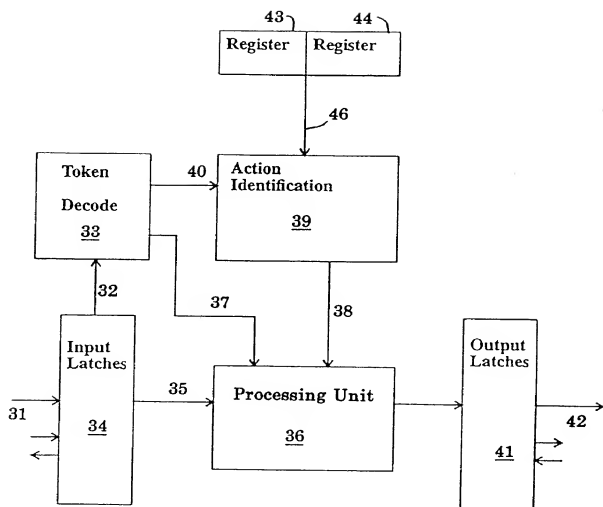 43
44
Register
Register
46
Token
Decode
33
40
Action
Identification
39
32
37
38
Input
Latches
34
31
35
Processing Unit
36
Output
Latches
41
42